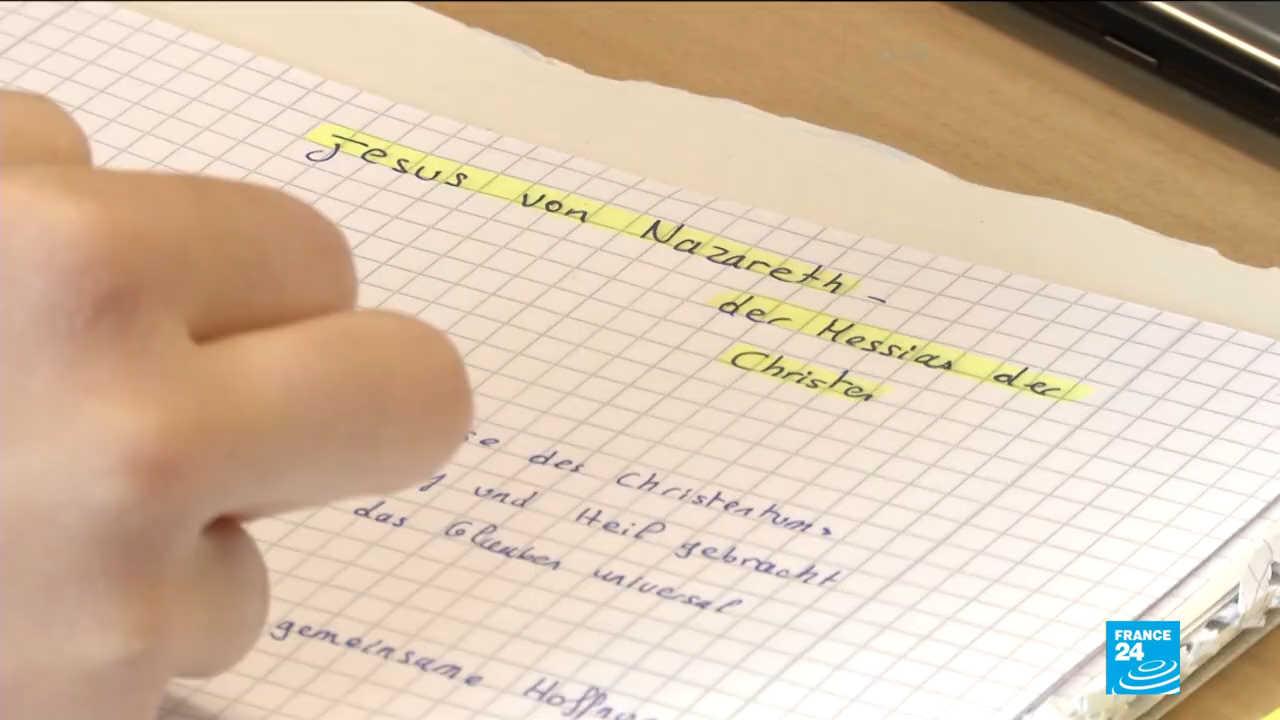 Jesus von Nazareth -
der Messias der
Christen
des Christentums
und Heil gebracht
das Glauben universal
gemeinsame
FRANCE
24